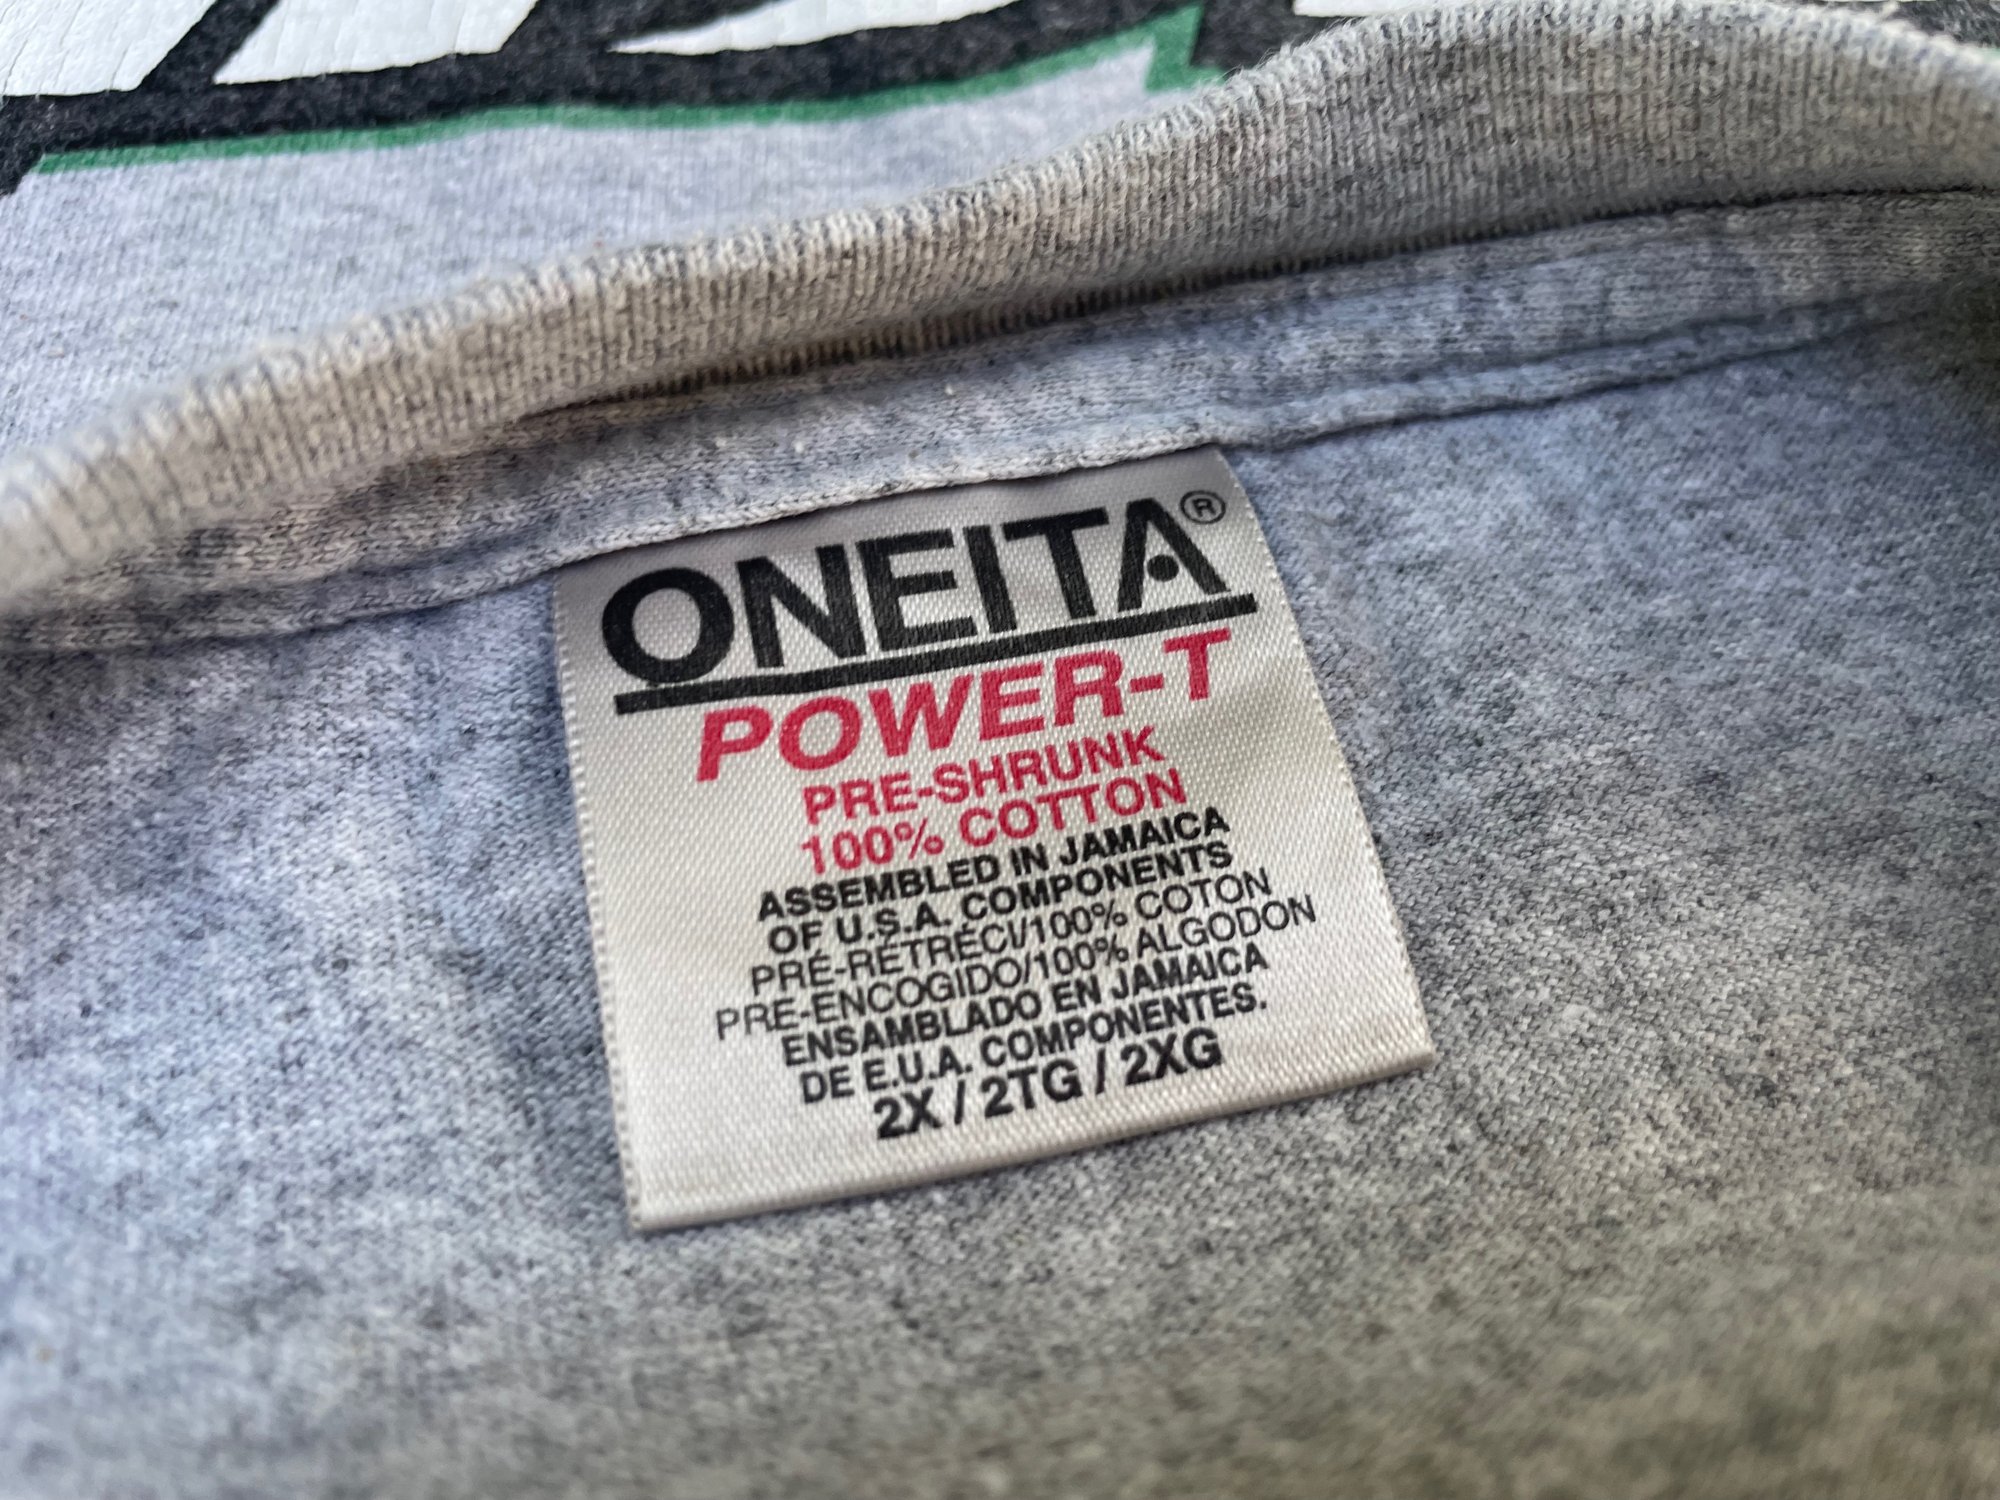 ONEITA®
POWER-T
PRE-SHRUNK
100% COTTON
ASSEMBLED IN JAMAICA
OF U.S.A. COMPONENTS
PRÉ-RÉTRÉCI/100% COTON
PRE-ENCOGIDO/100% ALGODON
ENSAMBLADO EN JAMAICA
DE E.U.A. COMPONENTES.
2X / 2TG / 2XG